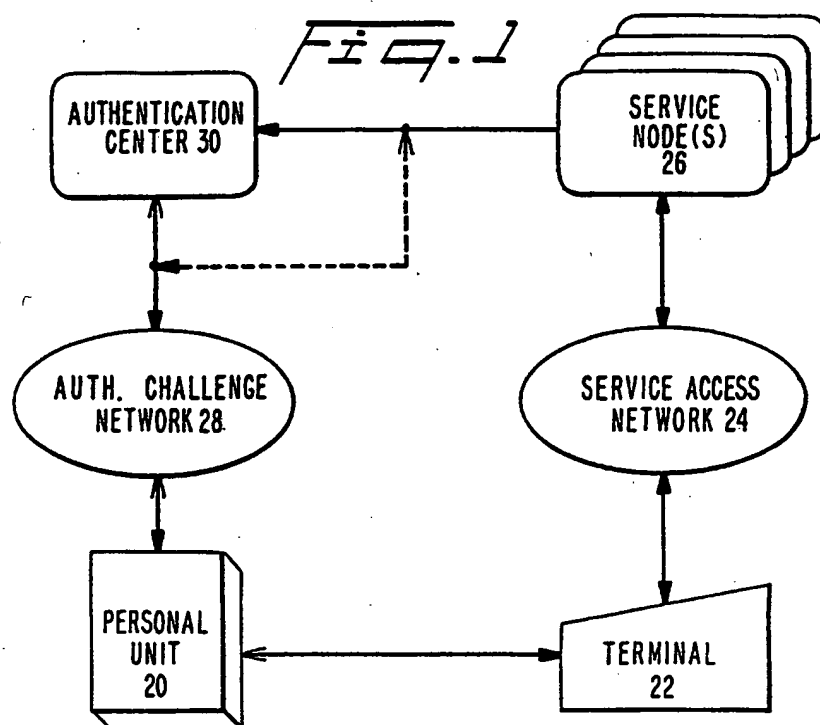 Fig. 1
AUTHENTICATION
CENTER 30
SERVICE
NODE(S)
26
AUTH. CHALLENGE
NETWORK 28
SERVICE ACCESS
NETWORK 24
PERSONAL
UNIT
20
TERMINAL
22